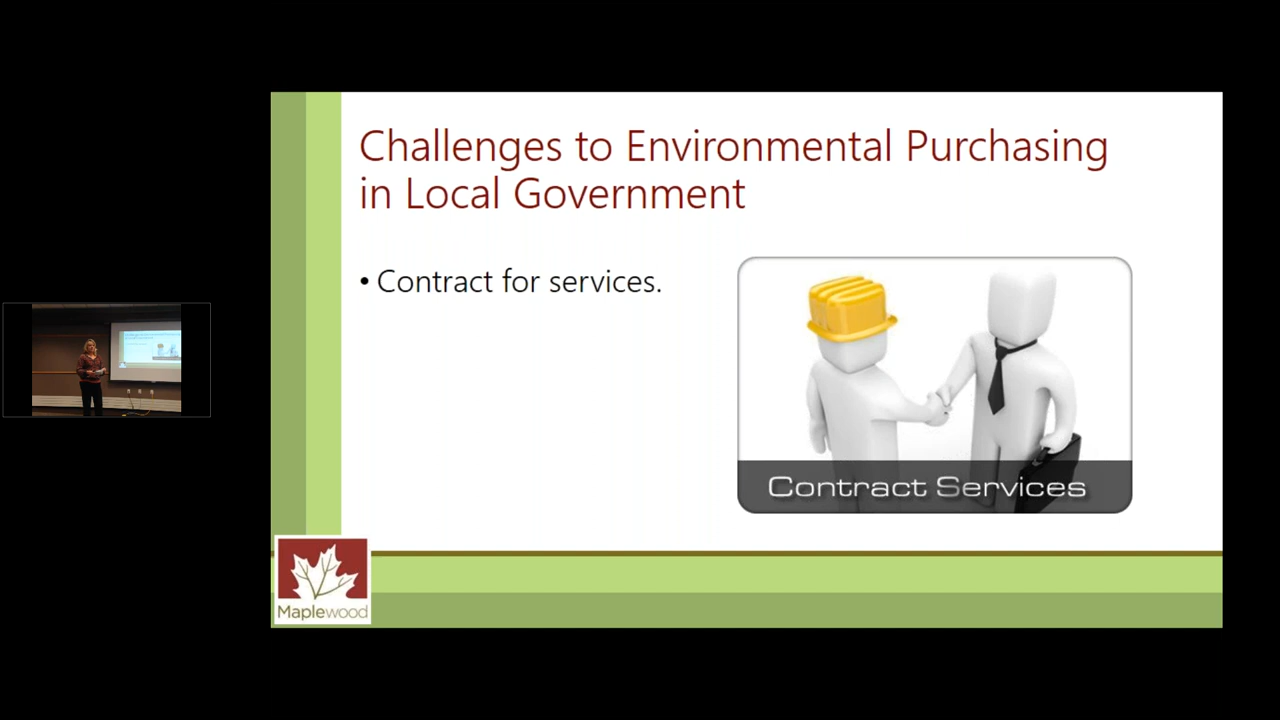 Challenges to Environmental Purchasing
in Local Government
• Contract for services.
Contract Services
Maplewood